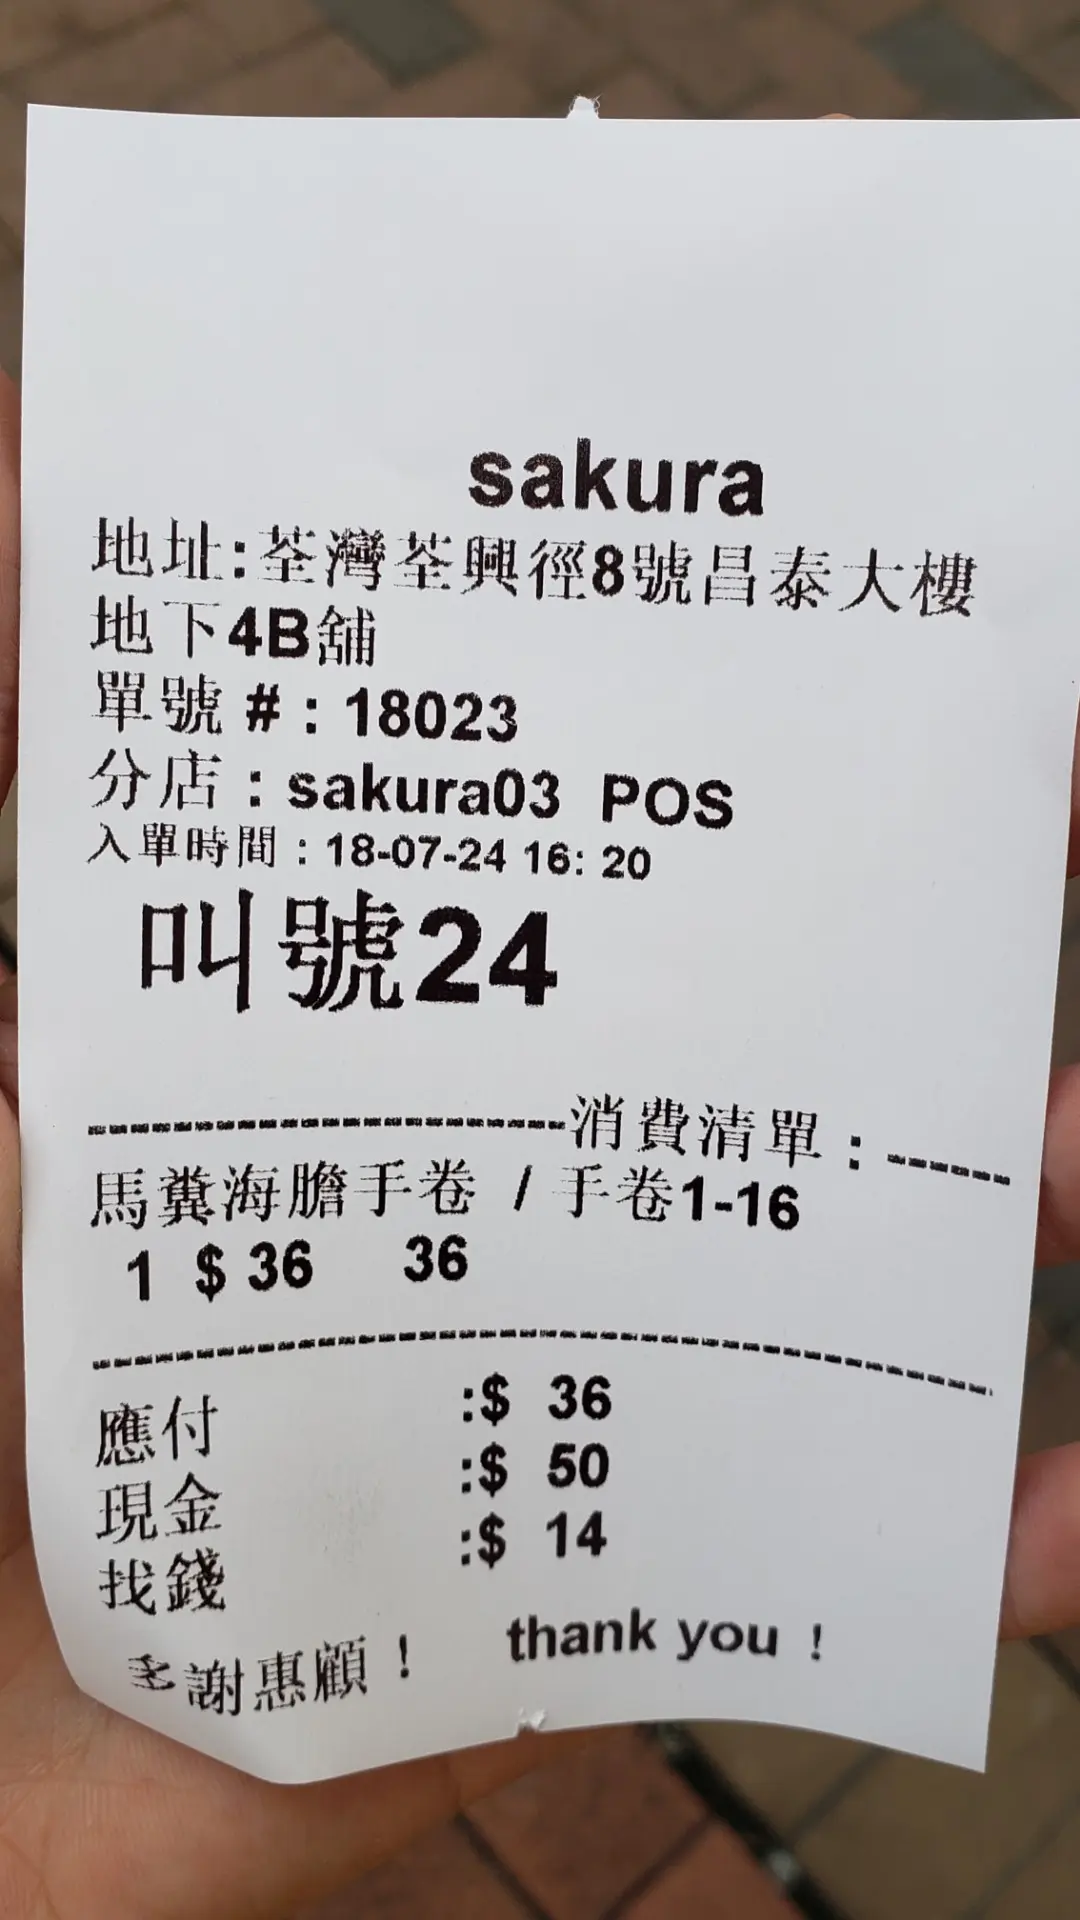 sakura
地址:荃灣荃興徑8號昌泰大樓
地下4B舖
單號 # : 18023
分店 : sakura03 POS
入單時間 : 18-07-24 16: 20
叫號24
------------------------消費清單 : -----
馬糞海膽手卷 / 手卷1-16
1 $ 36 36
------------------------------------------
應付 :$ 36
現金 :$ 50
找錢 :$ 14
多謝惠顧 ! thank you !